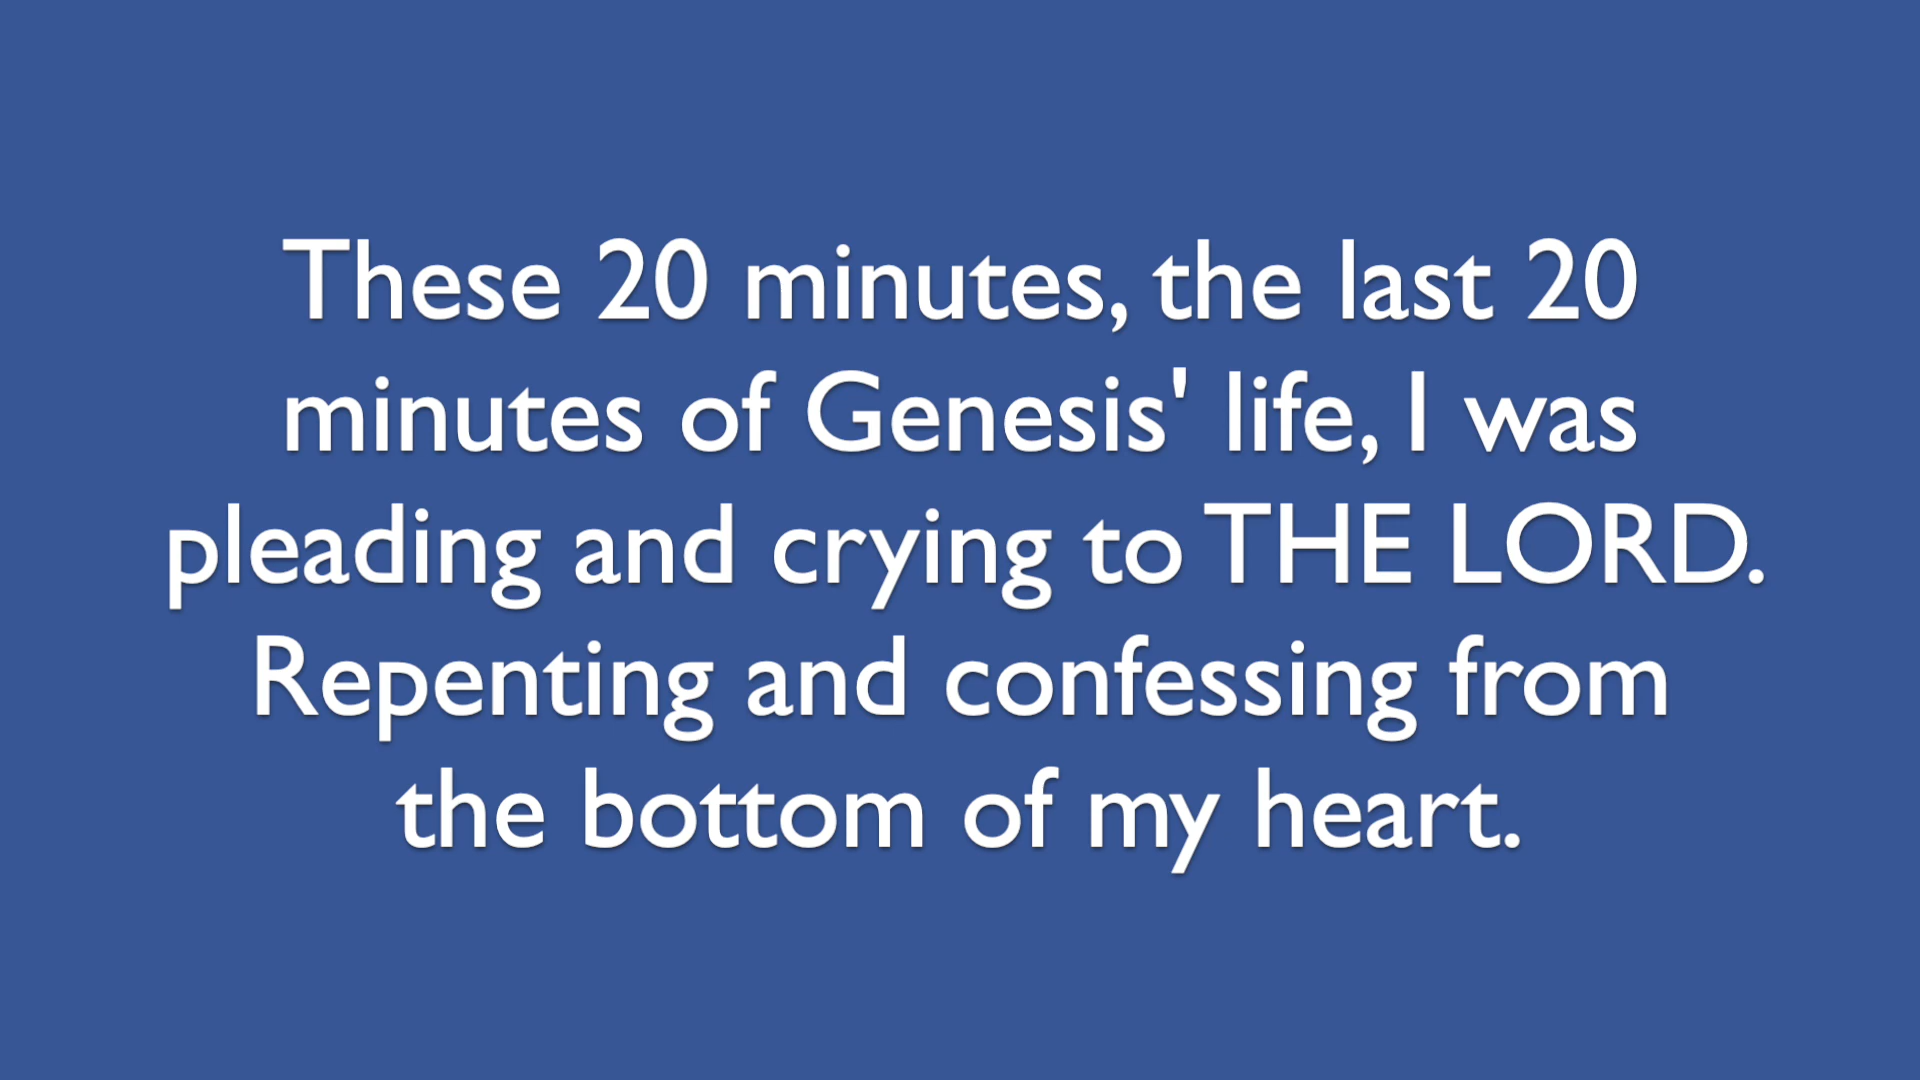 These 20 minutes, the last 20
minutes of Genesis' life, I was
pleading and crying to THE LORD.
Repenting and confessing from
the bottom of my heart.